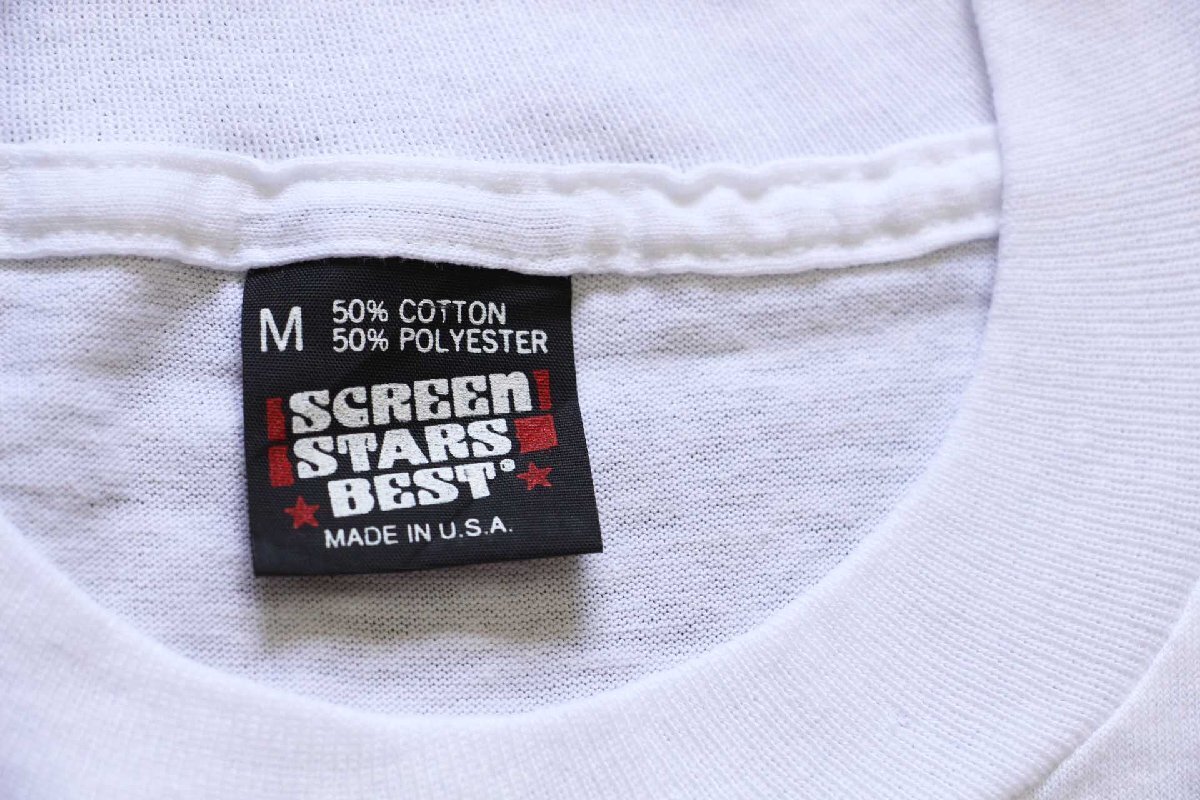 M 50% COTTON
50% POLYESTER
SCREEN
STARS
BEST®
MADE IN U.S.A.